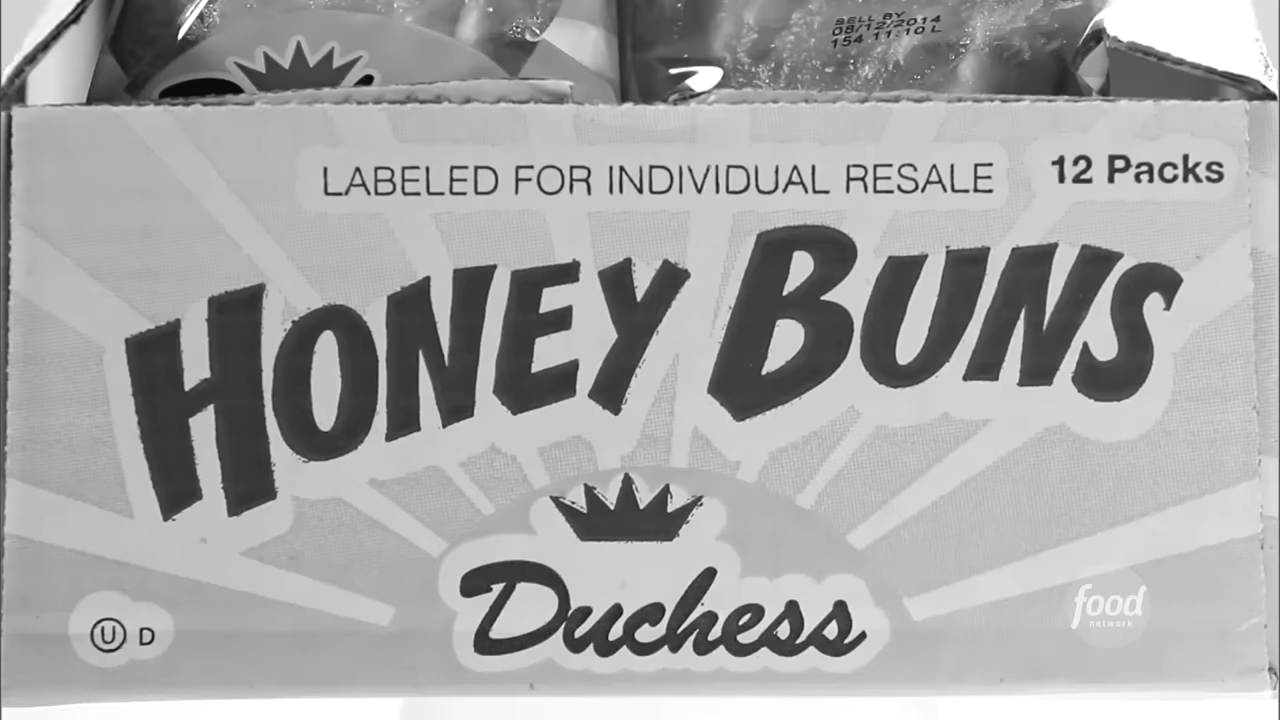 SELL BY
08/12/2014
154 11:10 L
LABELED FOR INDIVIDUAL RESALE
12 Packs
HONEY BUNS
Duchess
U D
food
network